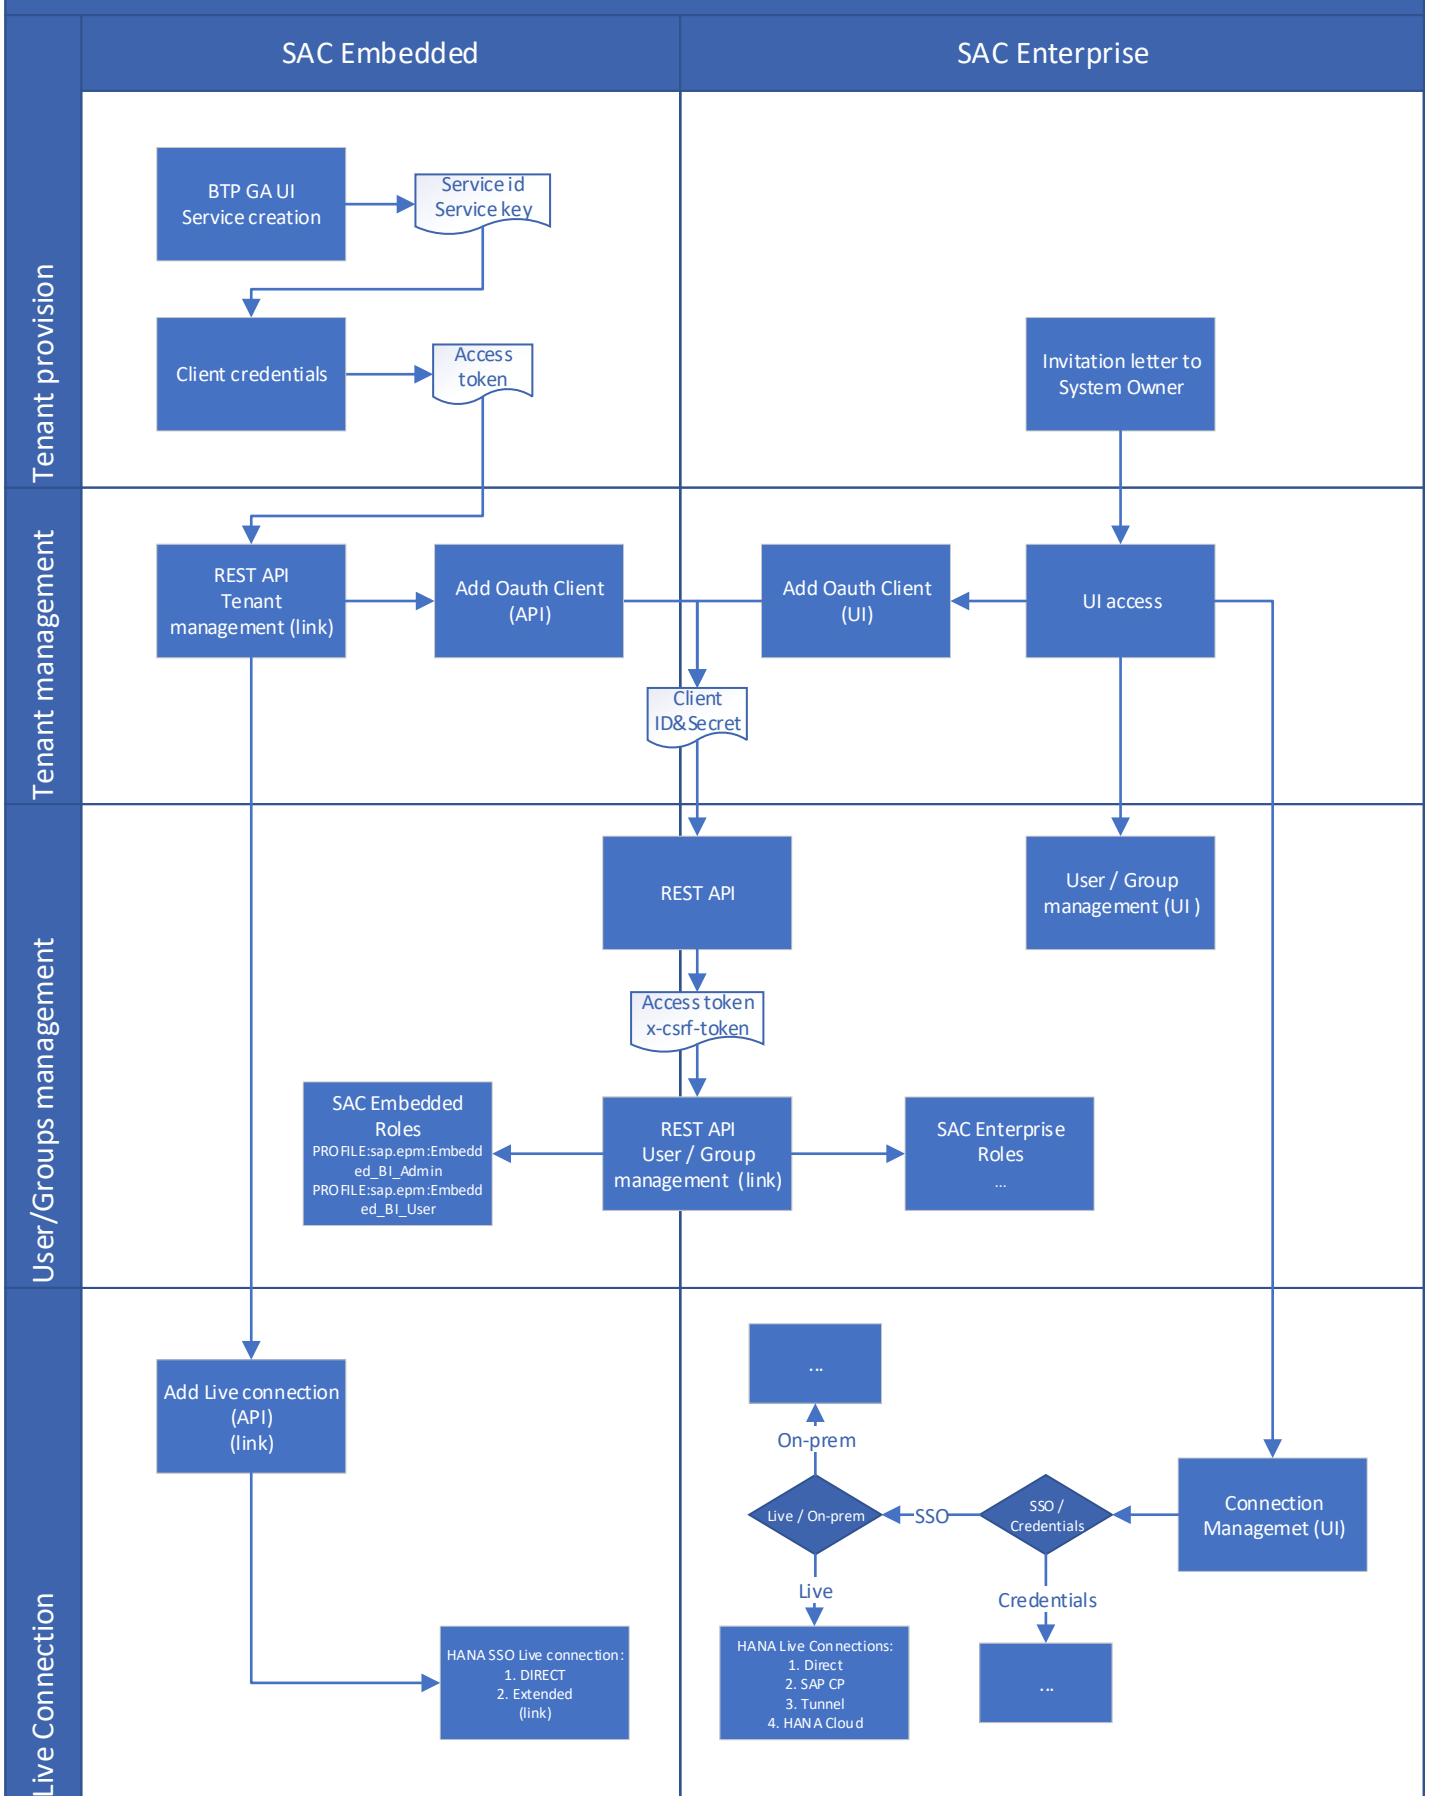 SAC Embedded
SAC Enterprise
Tenant provision
BTP GA UI
Service creation
Service id
Service key
Client credentials
Access
token
Invitation letter to
System Owner
Tenant management
REST API
Tenant
management (link)
Add Oauth Client
(API)
Add Oauth Client
(UI)
UI access
Client
ID&Secret
User/Groups management
REST API
User / Group
management (UI )
Access token
x-csrf-token
SAC Embedded
Roles
PROFILE:sap.epm:Embedd
ed_BI_Admin
PROFILE:sap.epm:Embedd
ed_BI_User
REST API
User / Group
management (link)
SAC Enterprise
Roles
...
Live Connection
Add Live connection
(API)
(link)
...
On-prem
Live / On-prem
SSO
SSO /
Credentials
Connection
Managemet (UI)
Live
Credentials
HANA SSO Live connection:
1. DIRECT
2. Extended
(link)
HANA Live Connections:
1. Direct
2. SAP CP
3. Tunnel
4. HANA Cloud
...